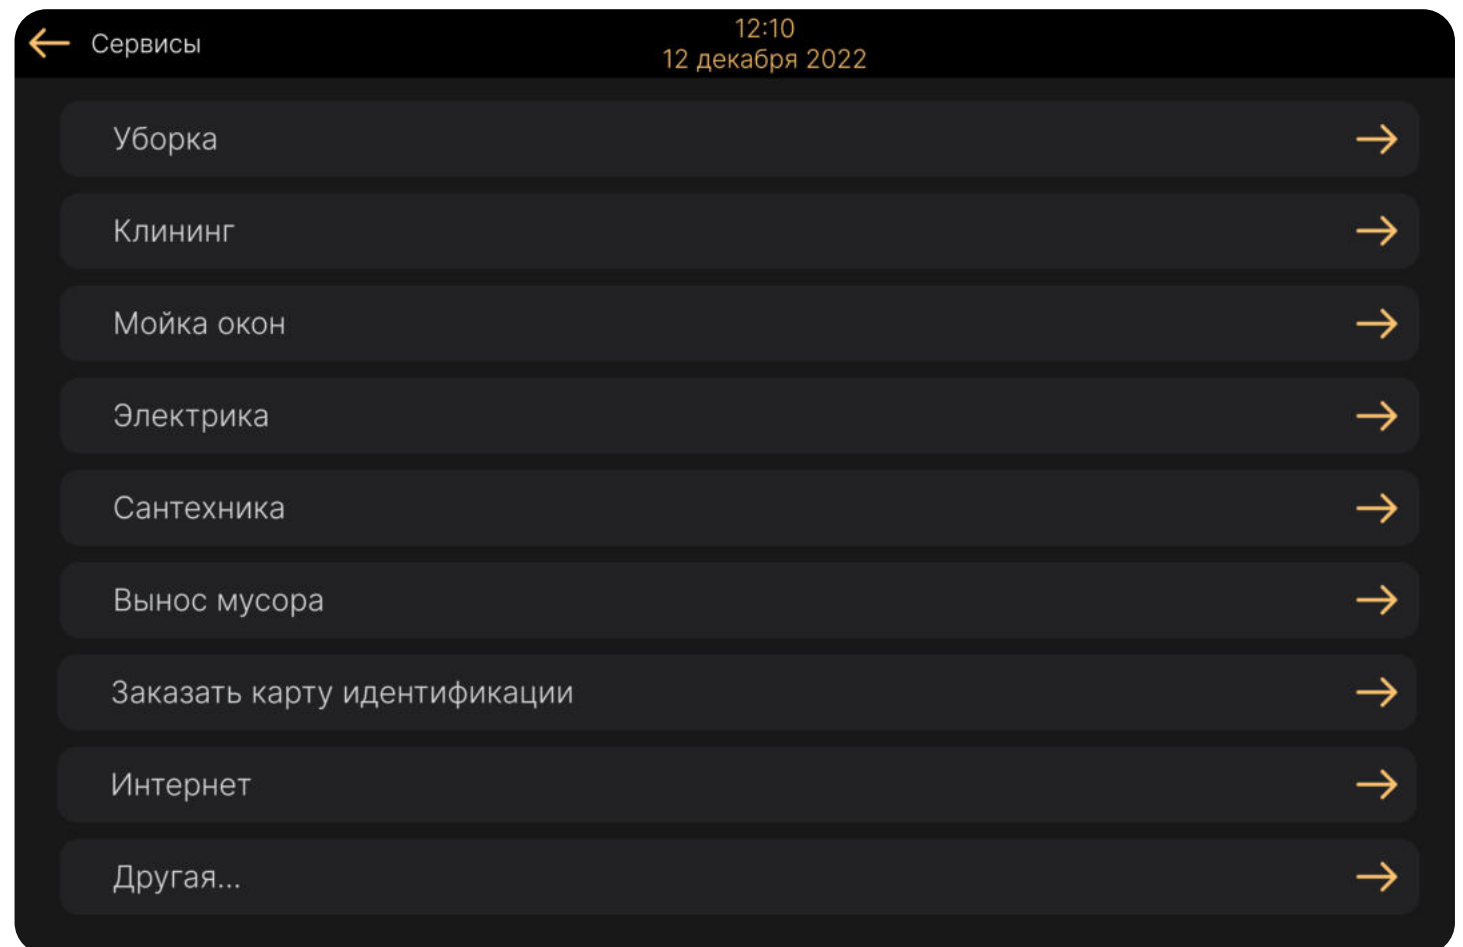 Сервисы
12:10
12 декабря 2022
Уборка
Клининг
Мойка окон
Электрика
Сантехника
Вынос мусора
Заказать карту идентификации
Интернет
Другая...